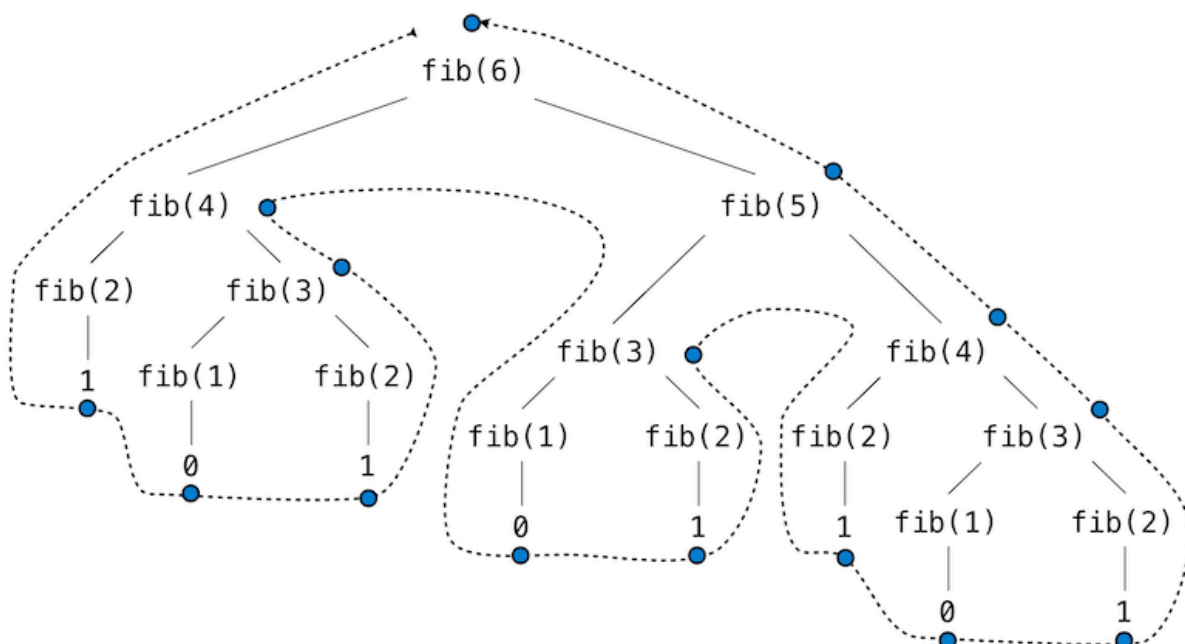 fib(6)
fib(4) fib(5)
fib(2) fib(3)
fib(3) fib(4)
1 fib(1) fib(2)
fib(1) fib(2) fib(2) fib(3)
0 1
0 1 1 fib(1) fib(2)
0 1